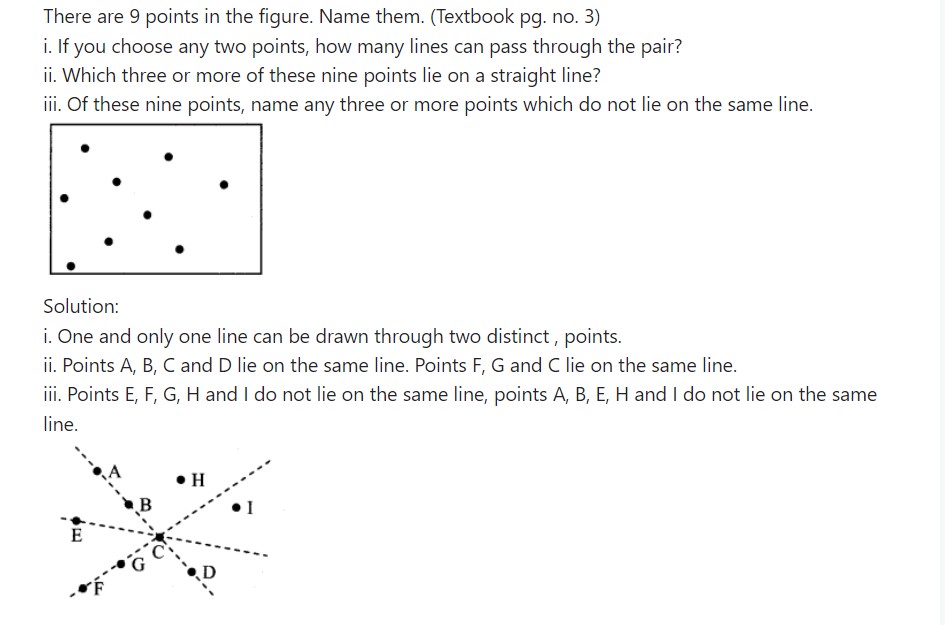 There are 9 points in the figure. Name them. (Textbook pg. no. 3)
i. If you choose any two points, how many lines can pass through the pair?
ii. Which three or more of these nine points lie on a straight line?
iii. Of these nine points, name any three or more points which do not lie on the same line.
Solution:
i. One and only one line can be drawn through two distinct , points.
ii. Points A, B, C and D lie on the same line. Points F, G and C lie on the same line.
iii. Points E, F, G, H and I do not lie on the same line, points A, B, E, H and I do not lie on the same
line.
A
H
B
I
E
C
G
D
F